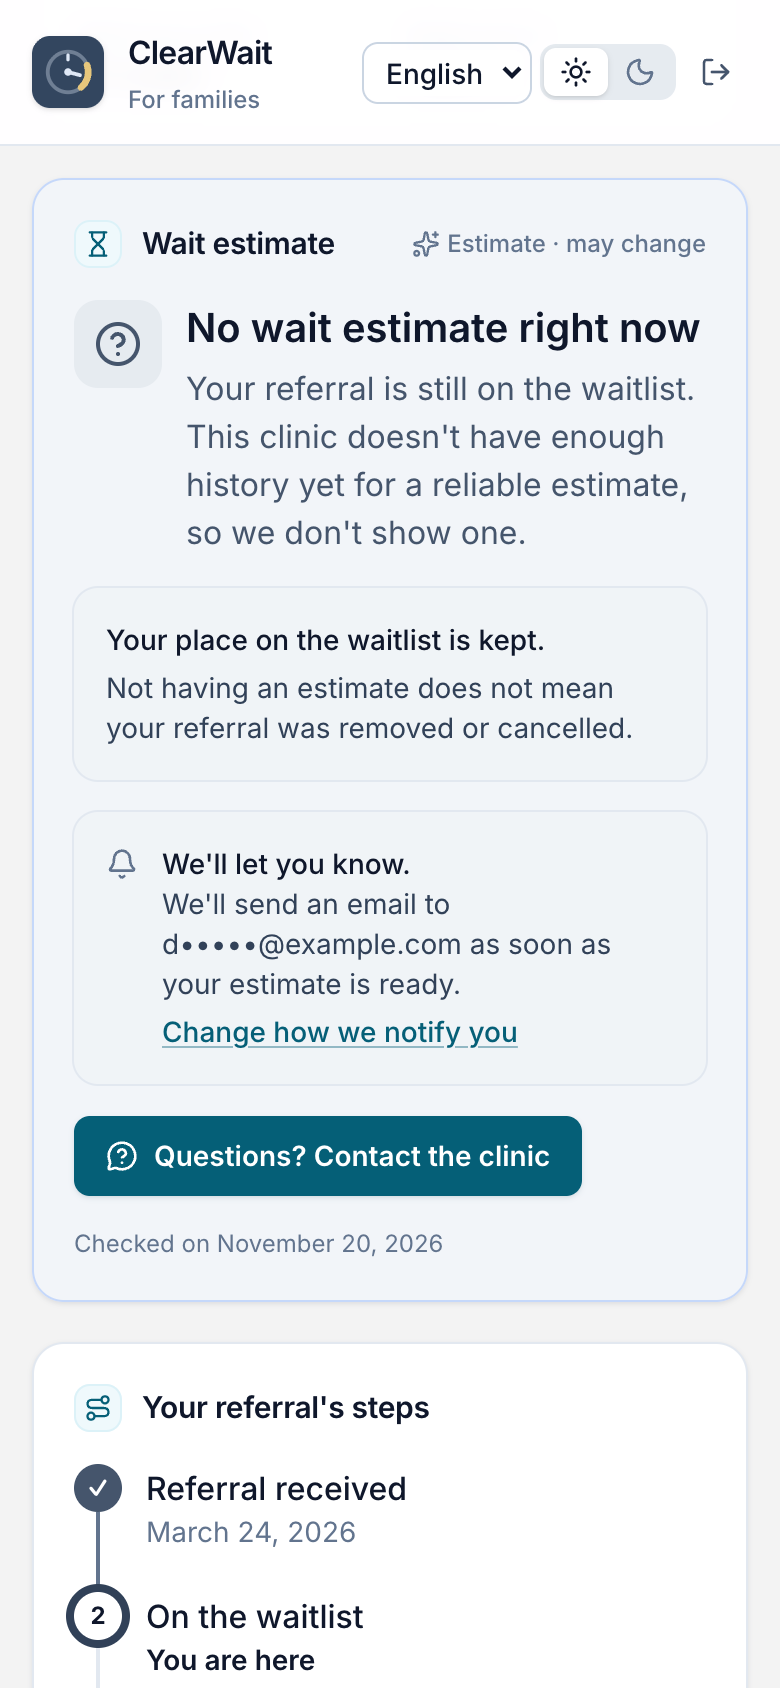 ClearWait
For families
English
Wait estimate
Estimate · may change
No wait estimate right now
Your referral is still on the waitlist.
This clinic doesn't have enough
history yet for a reliable estimate,
so we don't show one.
Your place on the waitlist is kept.
Not having an estimate does not mean
your referral was removed or cancelled.
We'll let you know.
We'll send an email to
d•••••@example.com as soon as
your estimate is ready.
Change how we notify you
Questions? Contact the clinic
Checked on November 20, 2026
Your referral's steps
Referral received
March 24, 2026
2
On the waitlist
You are here